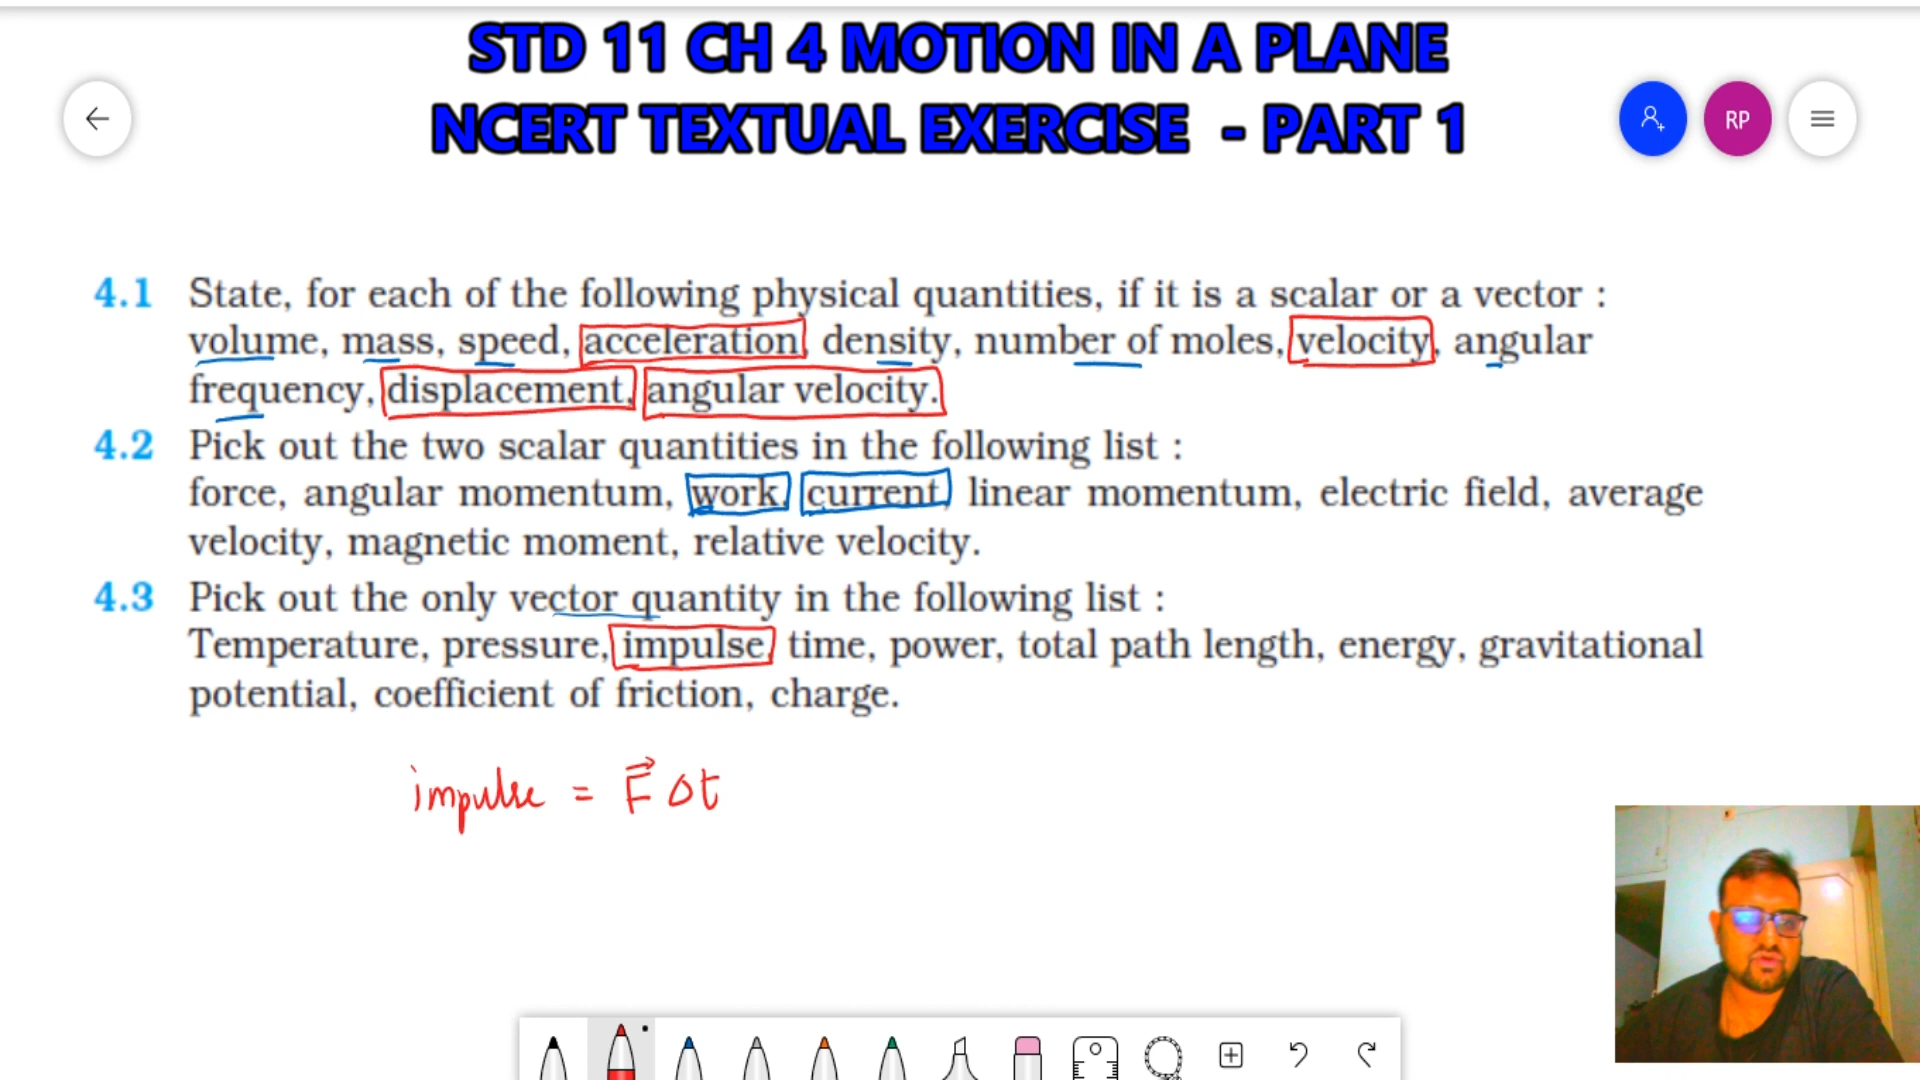 STD 11 CH 4 MOTION IN A PLANE
NCERT TEXTUAL EXERCISE - PART 1
RP
4.1 State, for each of the following physical quantities, if it is a scalar or a vector :
volume, mass, speed, acceleration, density, number of moles, velocity, angular
frequency, displacement, angular velocity.
4.2 Pick out the two scalar quantities in the following list :
force, angular momentum, work, current, linear momentum, electric field, average
velocity, magnetic moment, relative velocity.
4.3 Pick out the only vector quantity in the following list :
Temperature, pressure, impulse, time, power, total path length, energy, gravitational
potential, coefficient of friction, charge.
impulse = F⃗ Δt